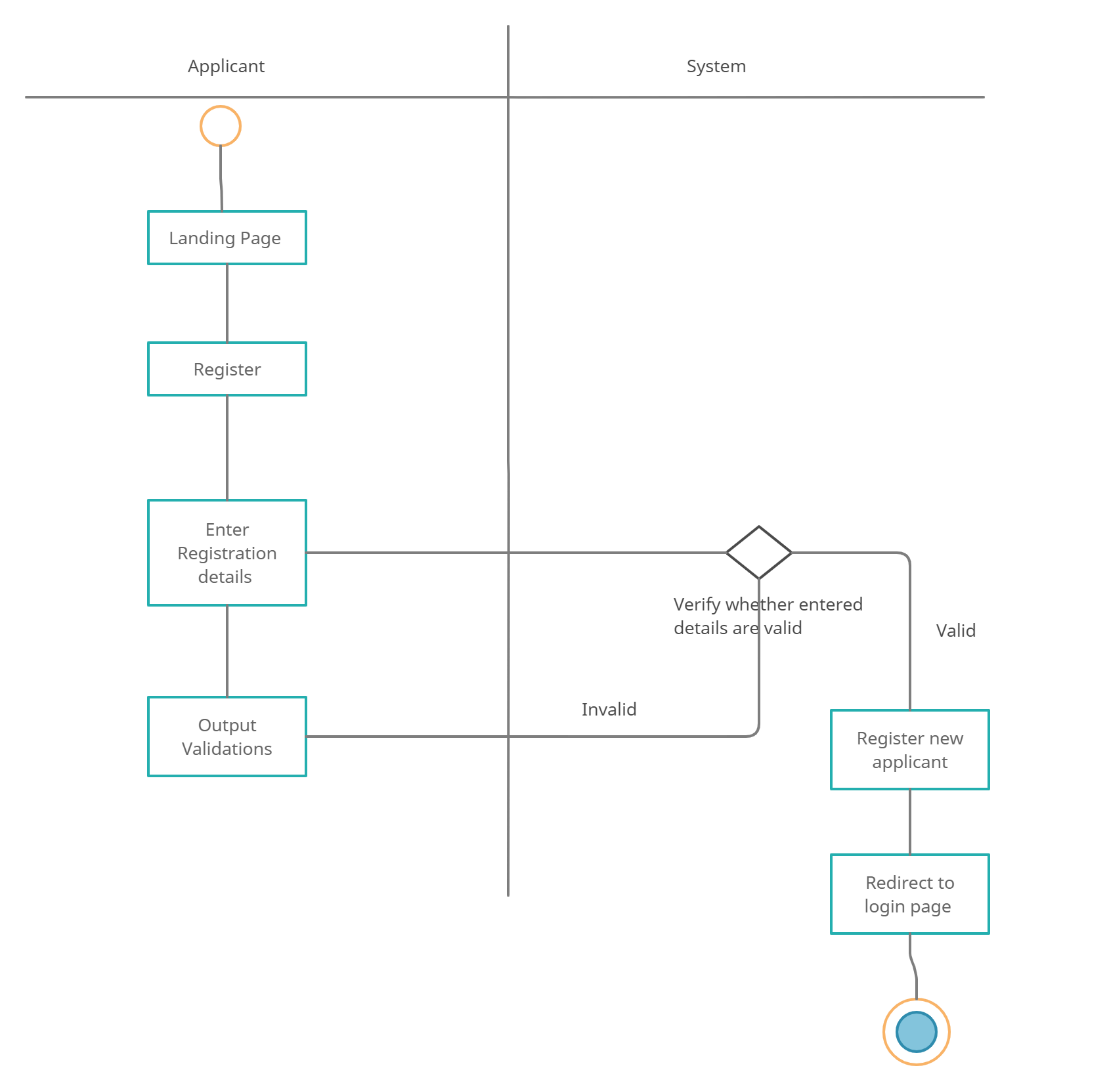 Applicant
System
Landing Page
Register
Enter
Registration
details
Verify whether entered
details are valid
Valid
Invalid
Output
Validations
Register new
applicant
Redirect to
login page